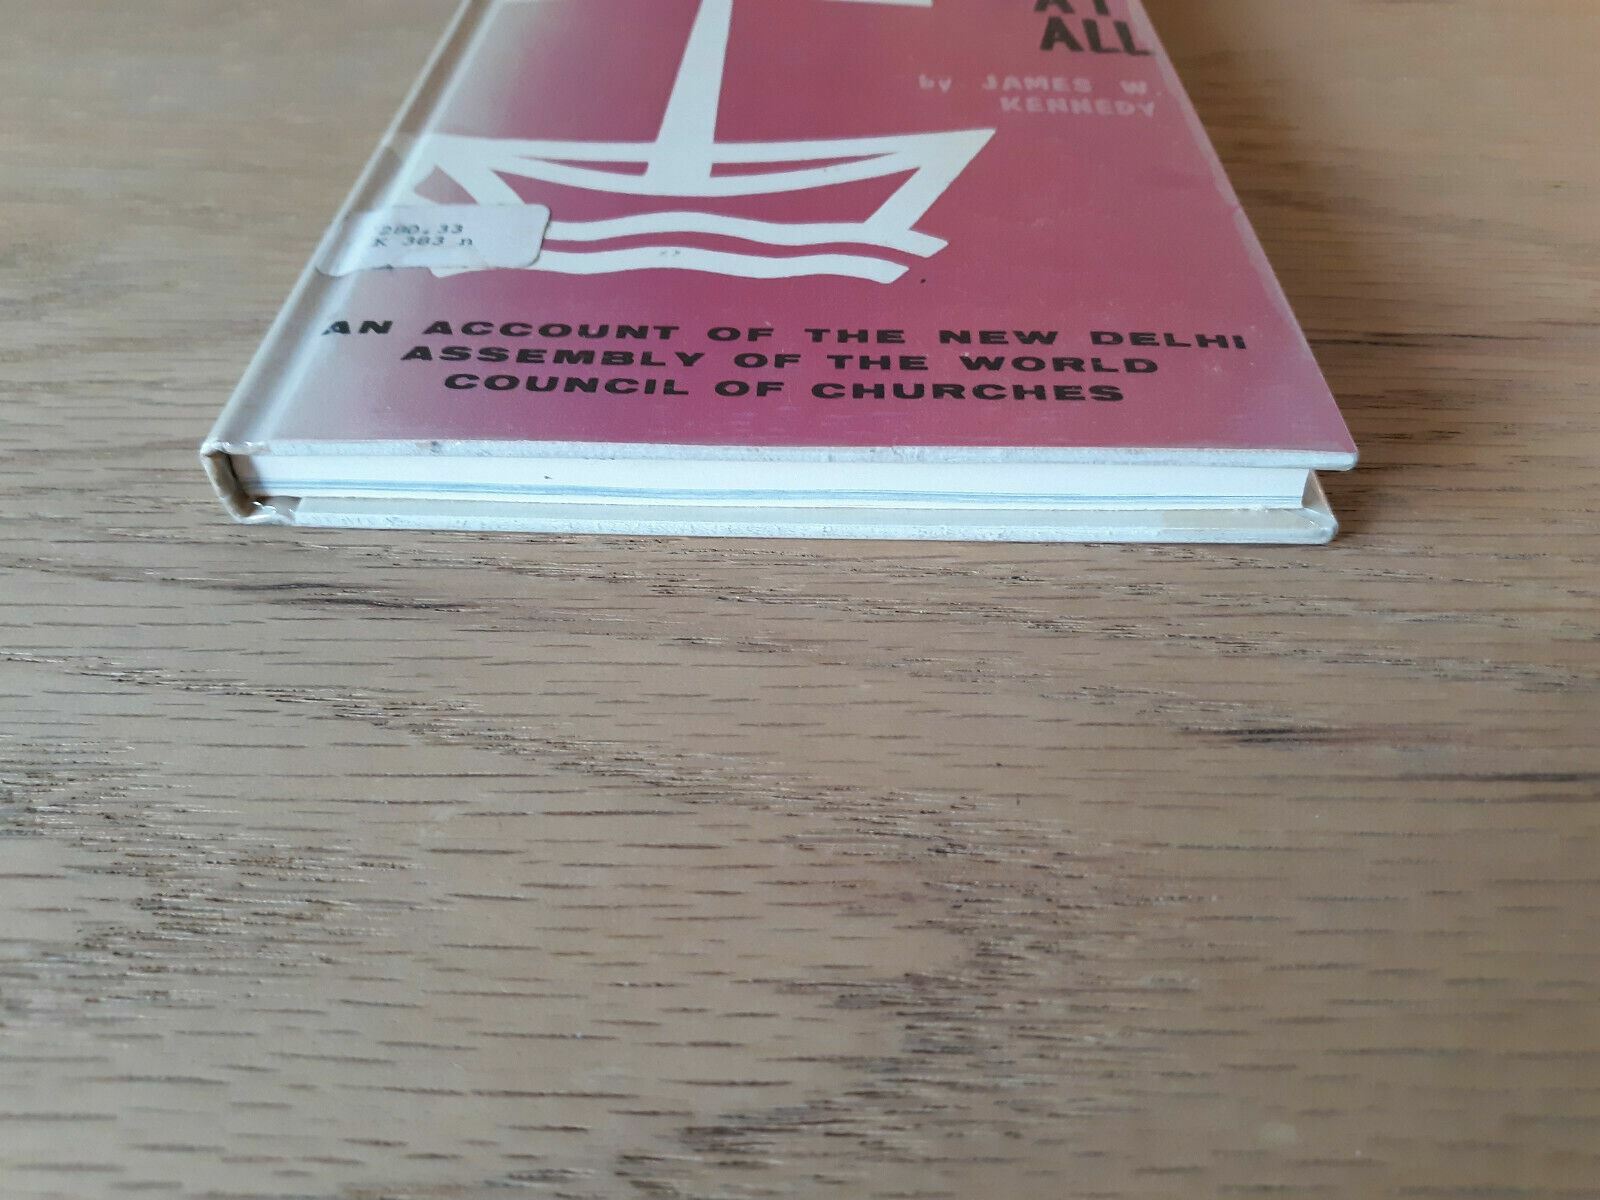 AT
ALL
by JAMES W.
KENNEDY
280.33
K 383 n
AN ACCOUNT OF THE NEW DELHI
ASSEMBLY OF THE WORLD
COUNCIL OF CHURCHES